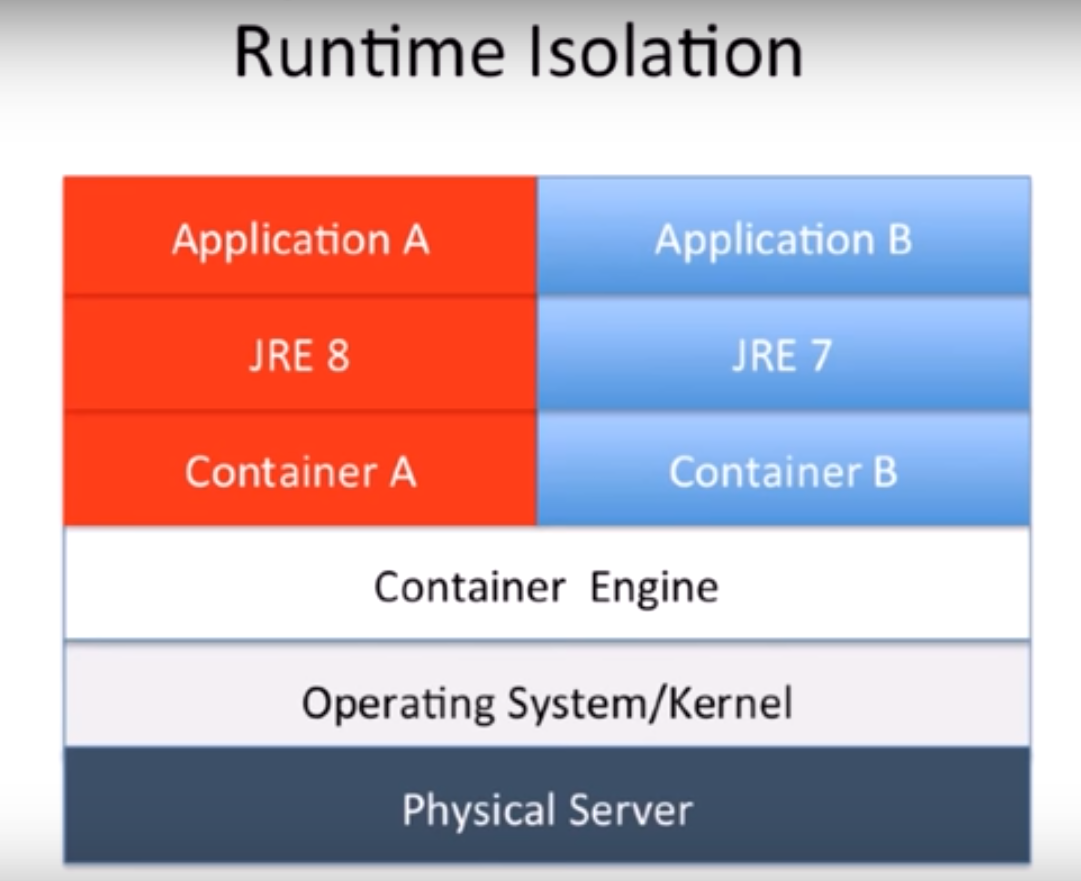 Runtime Isolation
Application A
Application B
JRE 8
JRE 7
Container A
Container B
Container Engine
Operating System/Kernel
Physical Server